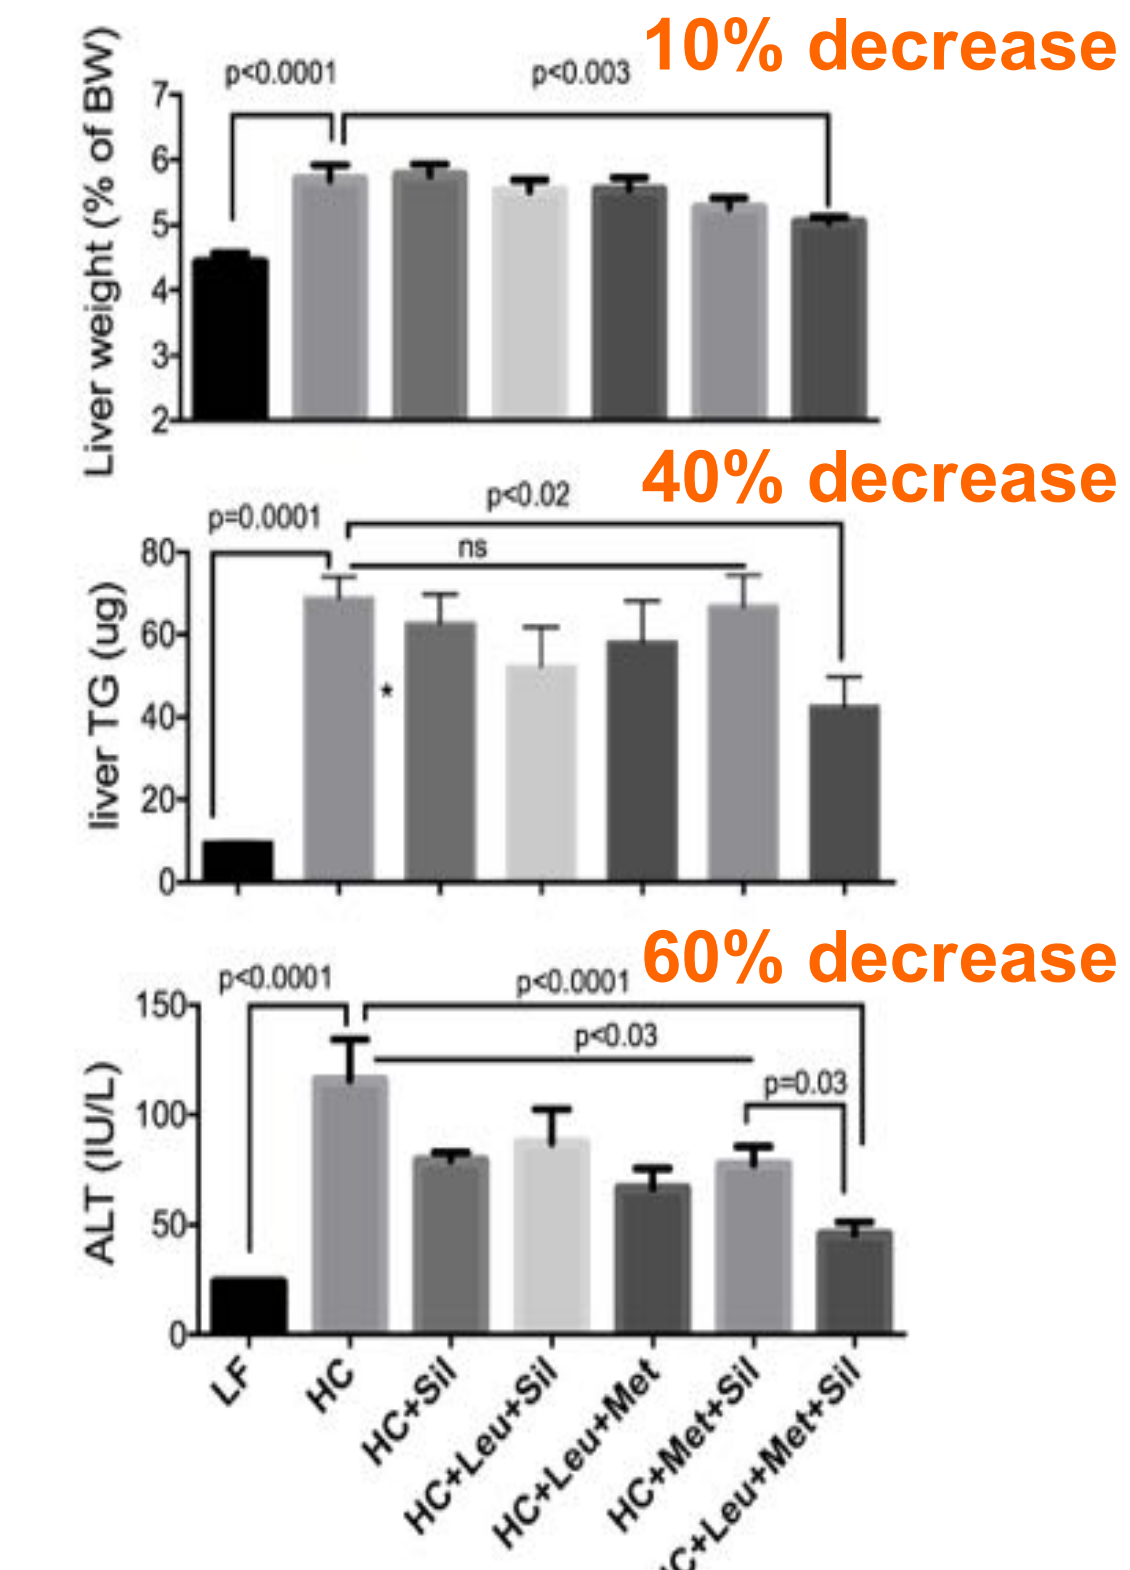 10% decrease
p<0.0001
p<0.003
Liver weight (% of BW)
7
6
5
4
3
2
40% decrease
p<0.02
p=0.0001
ns
liver TG (ug)
80
60
40
20
0
*
60% decrease
p<0.0001
p<0.0001
p<0.03
p=0.03
ALT (IU/L)
150
100
50
0
LF
HC
HC+Sil
HC+Leu+Sil
HC+Leu+Met
HC+Met+Sil
C+Leu+Met+Sil